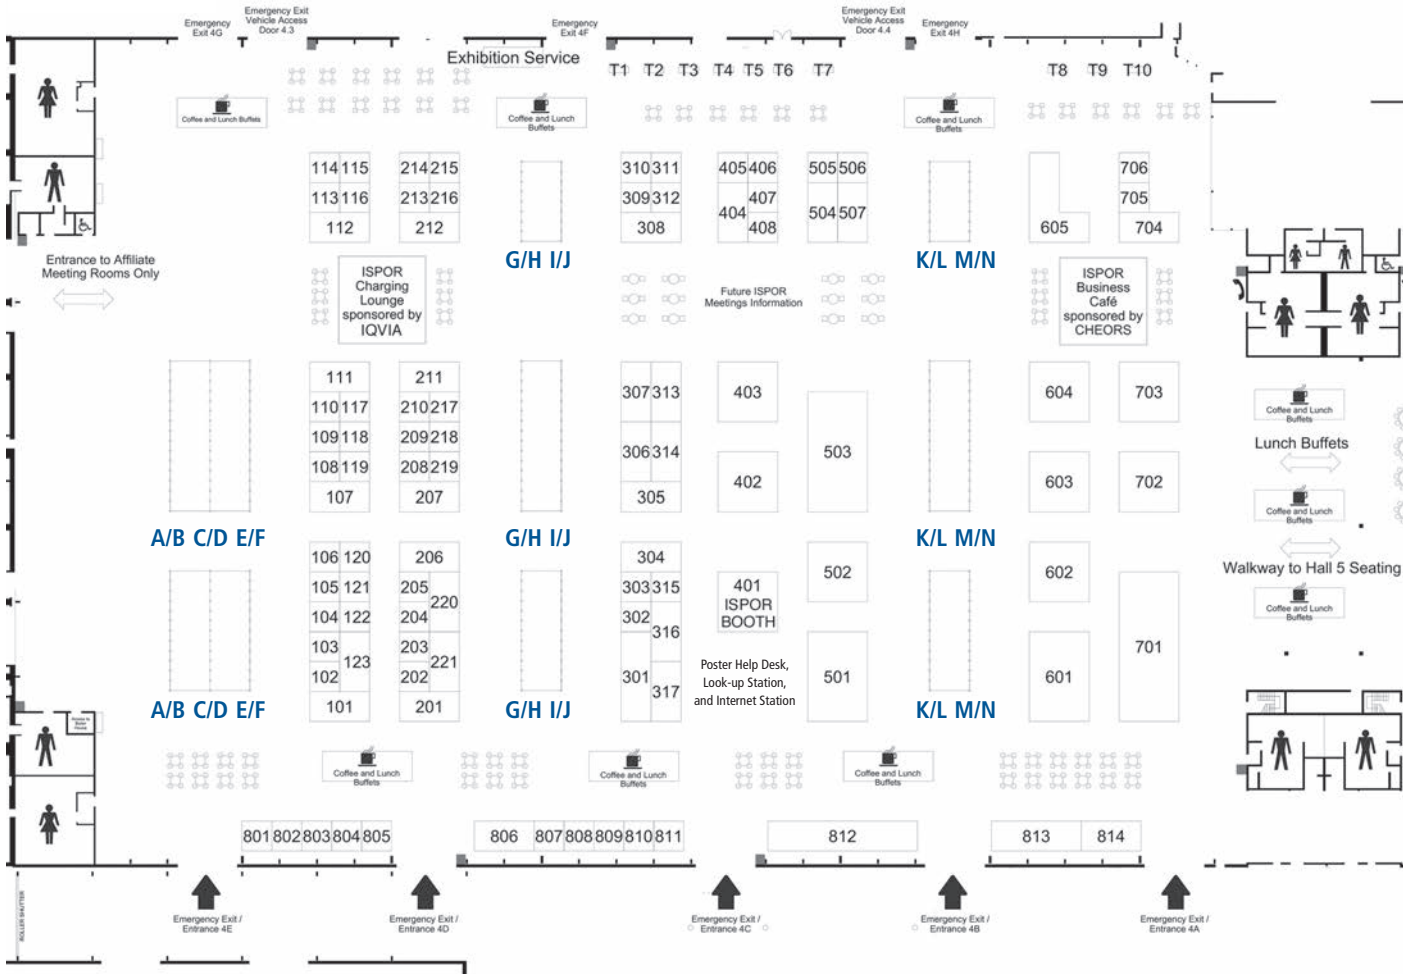 Emergency
Exit 4G
Emergency Exit
Vehicle Access
Door 4.3
Emergency
Exit 4F
Emergency Exit
Vehicle Access
Door 4.4
Emergency
Exit 4H
Exhibition Service
T1 T2 T3 T4 T5 T6 T7 T8 T9 T10
Coffee and Lunch Buffets
Coffee and Lunch
Buffets
Coffee and Lunch
Buffets
114 115 214 215 310 311 405 406 505 506 706
113 116 213 216 309 312 404 407 504 507 705
112 212 308 408 605 704
G/H I/J K/L M/N
Entrance to Affiliate
Meeting Rooms Only
ISPOR
Charging
Lounge
sponsored by
IQVIA
Future ISPOR
Meetings Information
ISPOR
Business
Café
sponsored by
CHEORS
111 211 307 313 403 604 703
110 117 210 217
109 118 209 218 306 314 503
108 119 208 219 402 603 702
107 207 305
Coffee and Lunch
Buffets
Lunch Buffets
Coffee and Lunch
Buffets
A/B C/D E/F G/H I/J K/L M/N
Walkway to Hall 5 Seating
Coffee and Lunch
Buffets
106 120 206 304 502 602
105 121 205 220 303 315
401
ISPOR
BOOTH
104 122 204 302 316
103 123 203 221 701
102 202 301 317 501 601
101 201
Poster Help Desk,
Look-up Station,
and Internet Station
A/B C/D E/F G/H I/J K/L M/N
Coffee and Lunch
Buffets
Coffee and Lunch
Buffets
Coffee and Lunch
Buffets
801 802 803 804 805 806 807 808 809 810 811 812 813 814
ROLLER SHUTTER
Emergency Exit /
Entrance 4E
Emergency Exit /
Entrance 4D
Emergency Exit /
Entrance 4C
Emergency Exit /
Entrance 4B
Emergency Exit /
Entrance 4A